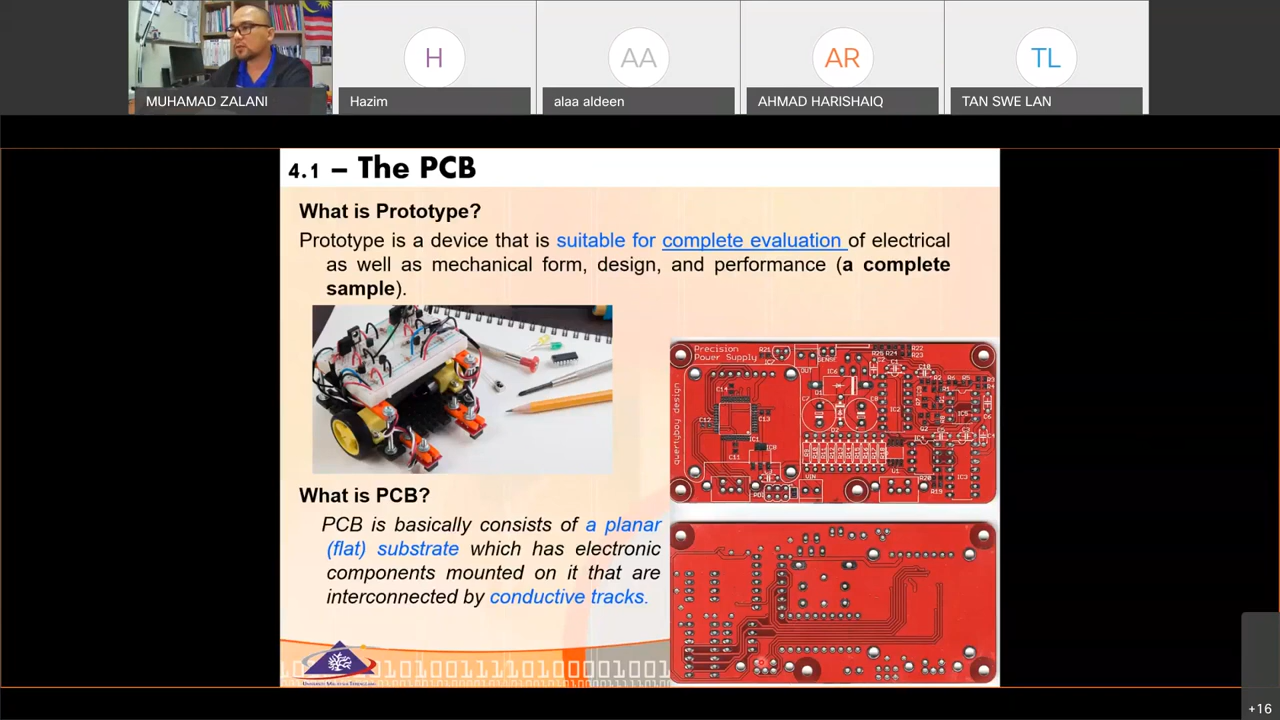 H
AA
AR
TL
MUHAMAD ZALANI
Hazim
alaa aldeen
AHMAD HARISHAIQ
TAN SWE LAN
4.1 – The PCB
What is Prototype?
Prototype is a device that is suitable for complete evaluation of electrical
as well as mechanical form, design, and performance (a complete
sample).
Precision
Power Supply
qwertyboy design
What is PCB?
PCB is basically consists of a planar
(flat) substrate which has electronic
components mounted on it that are
interconnected by conductive tracks.
+16